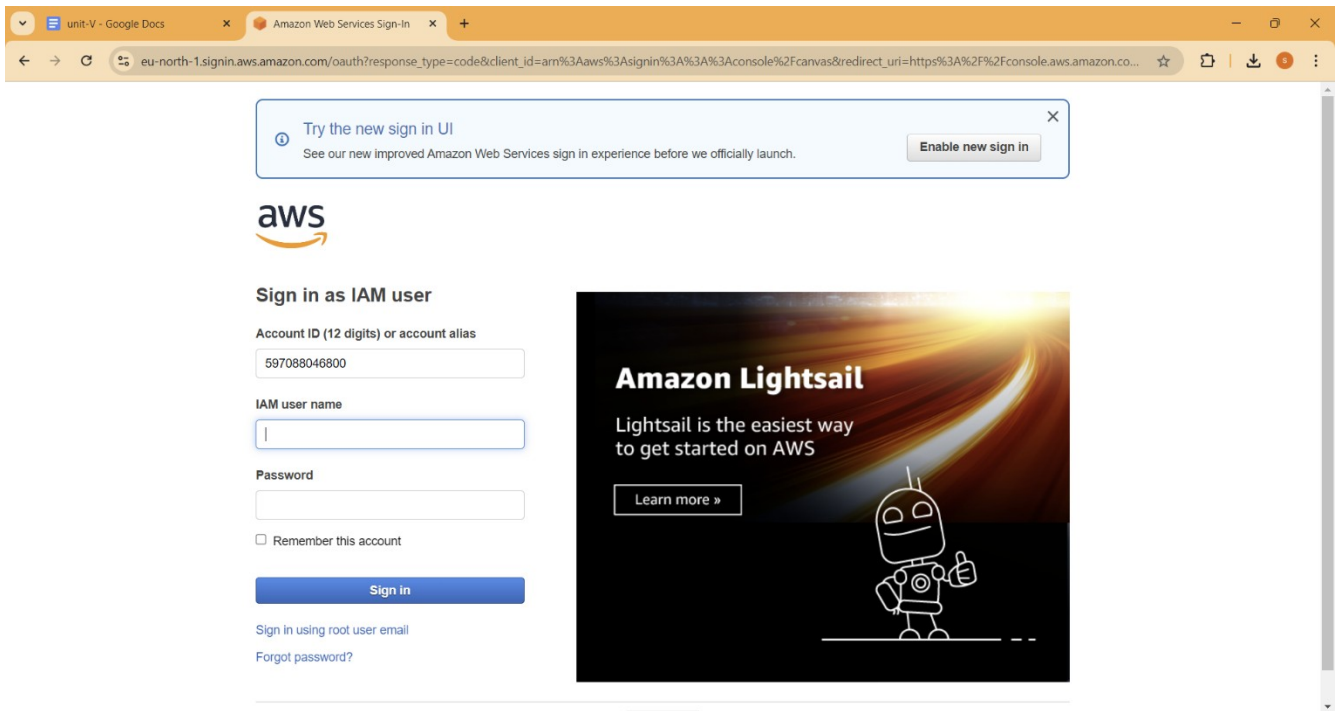 unit-V - Google Docs
Amazon Web Services Sign-In
eu-north-1.signin.aws.amazon.com/oauth?response_type=code&client_id=arn%3Aaws%3Asignin%3A%3A%3Aconsole%2Fcanvas&redirect_uri=https%3A%2F%2Fconsole.aws.amazon.co...
S
Try the new sign in UI
See our new improved Amazon Web Services sign in experience before we officially launch.
Enable new sign in
aws
Sign in as IAM user
Account ID (12 digits) or account alias
597088046800
IAM user name
Password
Remember this account
Sign in
Sign in using root user email
Forgot password?
Amazon Lightsail
Lightsail is the easiest way
to get started on AWS
Learn more »